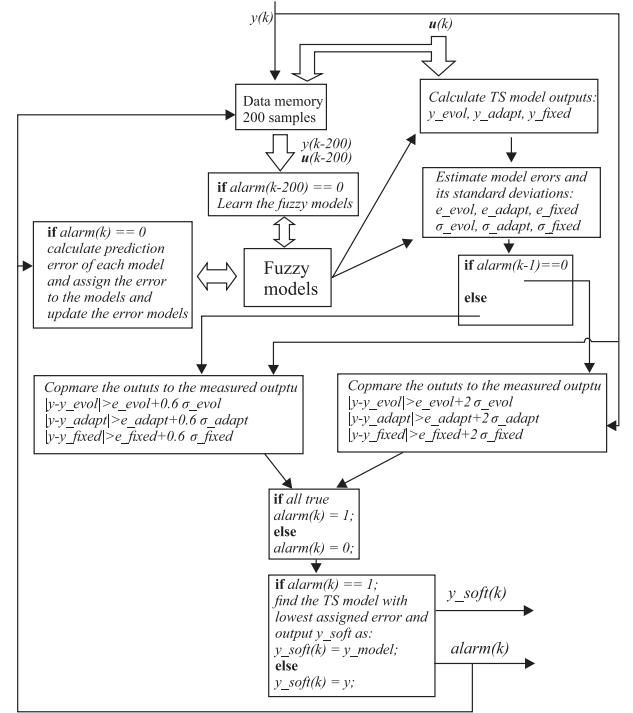 y(k)
u(k)
Data memory
200 samples
Calculate TS model outputs:
y_evol, y_adapt, y_fixed
y(k-200)
u(k-200)
if alarm(k-200) == 0
Learn the fuzzy models
Estimate model erors and
its standard deviations:
e_evol, e_adapt, e_fixed
σ_evol, σ_adapt, σ_fixed
if alarm(k) == 0
calculate prediction
error of each model
and assign the error
to the models and
update the error models
Fuzzy
models
if alarm(k-1)==0
else
Copmare the oututs to the measured outptu
|y-y_evol|>e_evol+0.6 σ_evol
|y-y_adapt|>e_adapt+0.6 σ_adapt
|y-y_fixed|>e_fixed+0.6 σ_fixed
Copmare the oututs to the measured outptu
|y-y_evol|>e_evol+2 σ_evol
|y-y_adapt|>e_adapt+2 σ_adapt
|y-y_fixed|>e_fixed+2 σ_fixed
if all true
alarm(k) = 1;
else
alarm(k) = 0;
if alarm(k) == 1;
find the TS model with
lowest assigned error and
output y_soft as:
y_soft(k) = y_model;
else
y_soft(k) = y;
y_soft(k)
alarm(k)